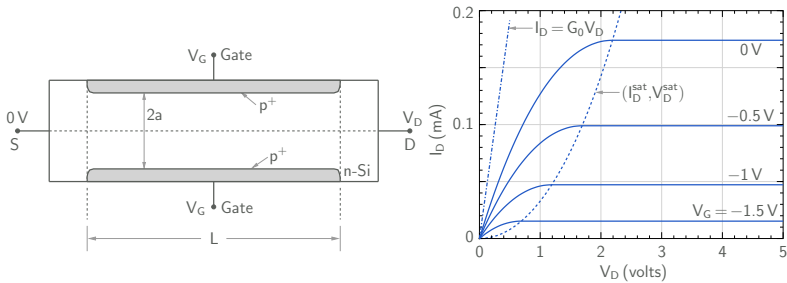 V_G Gate
p⁺
0 V
S
2a
V_D
D
p⁺
n-Si
V_G Gate
L
0.2
0.1
0
I_D (mA)
I_D = G₀V_D
(I_D^sat, V_D^sat)
0 V
−0.5 V
−1 V
V_G = −1.5 V
0 1 2 3 4 5
V_D (volts)